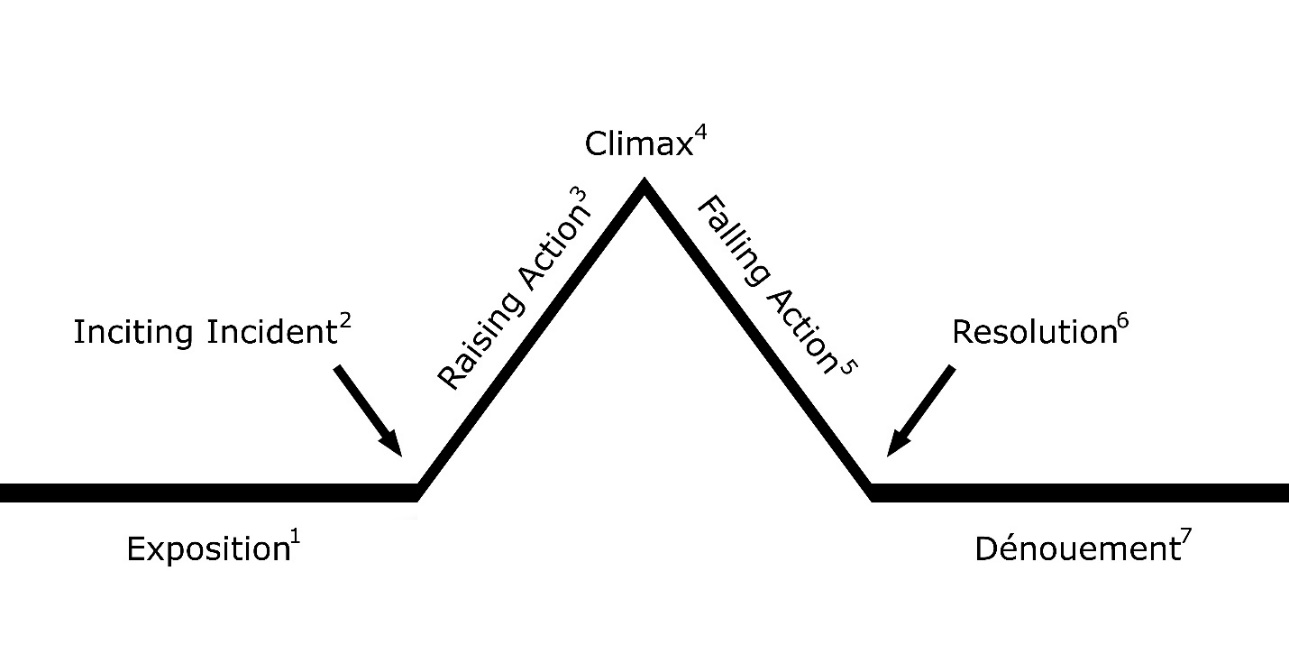 Climax⁴
Raising Action³
Falling Action⁵
Inciting Incident²
Resolution⁶
Exposition¹
Dénouement⁷